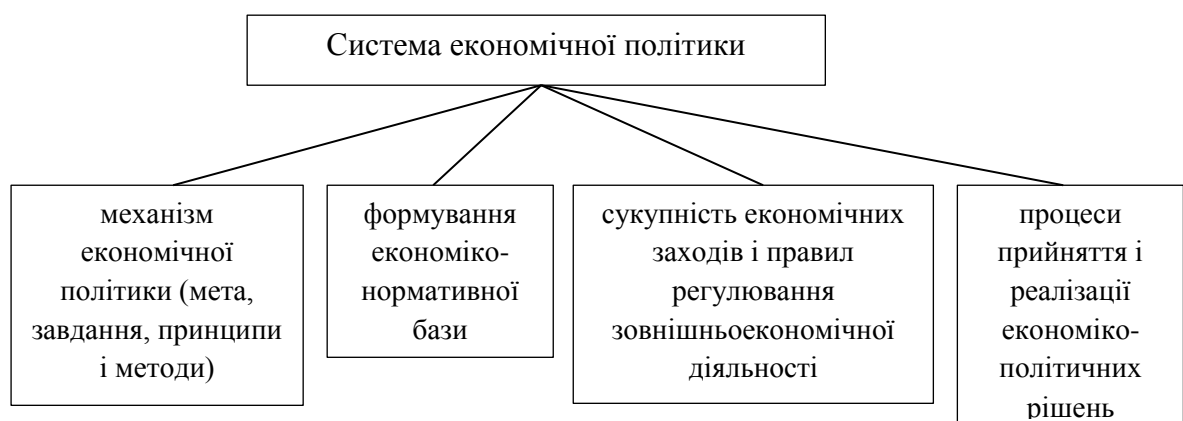 Система економічної політики
механізм
економічної
політики (мета,
завдання, принципи
і методи)
формування
економіко-
нормативної
бази
сукупність економічних
заходів і правил
регулювання
зовнішньоекономічної
діяльності
процеси
прийняття і
реалізації
економіко-
політичних
рішень